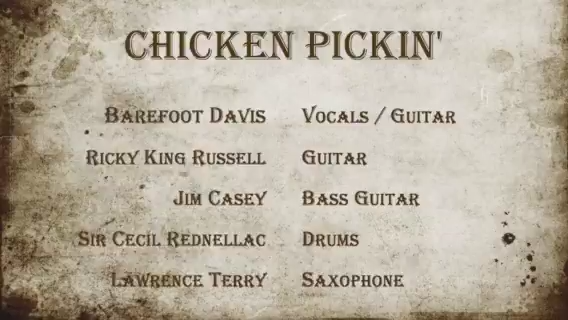 CHICKEN PICKIN'
BAREFOOT DAVIS VOCALS / GUITAR
RICKY KING RUSSELL GUITAR
JIM CASEY BASS GUITAR
SIR CECIL REDNELLAC DRUMS
LAWRENCE TERRY SAXOPHONE